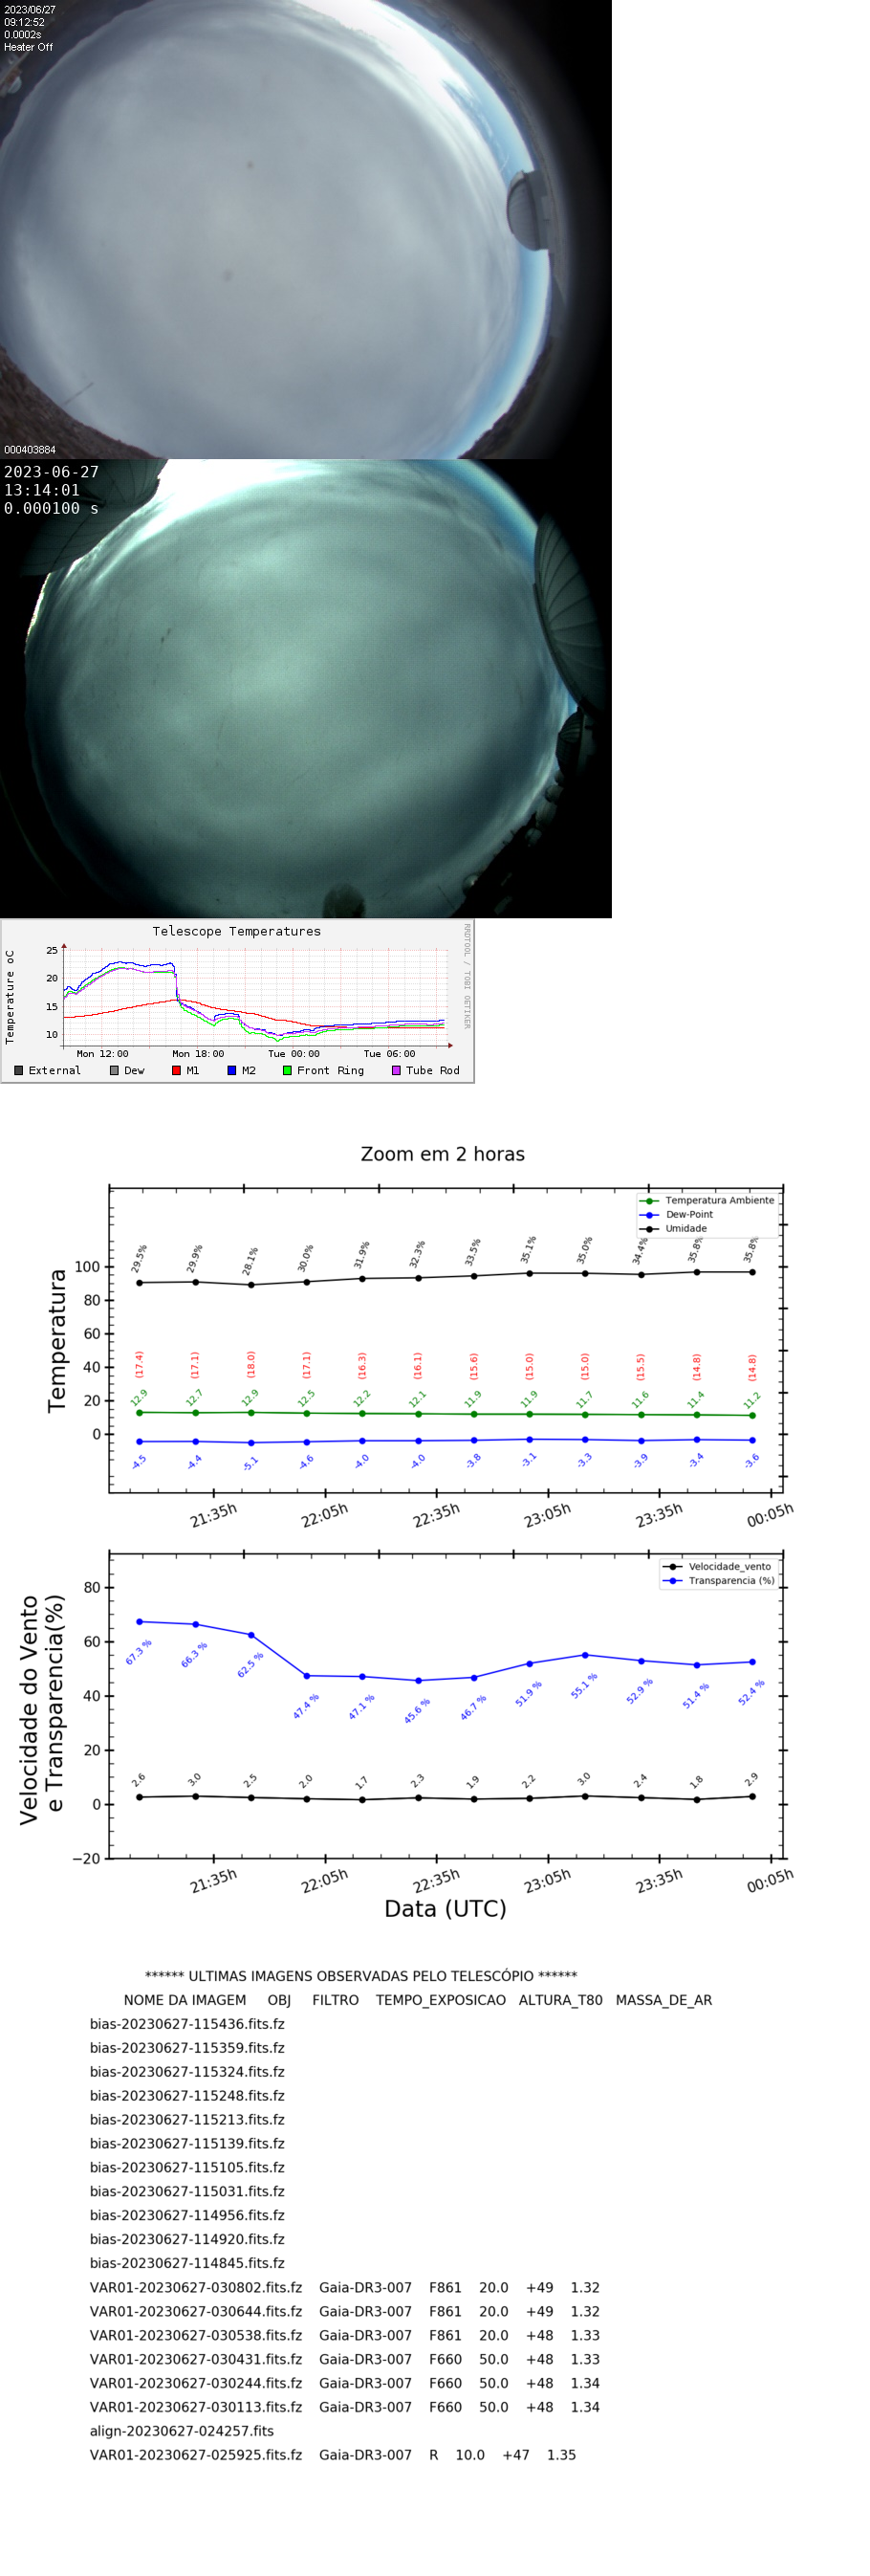 2023/06/27
09:12:52
0.0002s
Heater Off
000403884
2023-06-27
13:14:01
0.000100 s
Telescope Temperatures
RRDTOOL / TOBI OETIKER
Temperature oC
25
20
15
10
Mon 12:00 Mon 18:00 Tue 00:00 Tue 06:00
External Dew M1 M2 Front Ring Tube Rod
Zoom em 2 horas
Temperatura Ambiente
Dew-Point
Umidade
Temperatura
100
80
60
40
20
0
29.5% 29.9% 28.1% 30.0% 31.9% 32.3% 33.5% 35.1% 35.0% 34.4% 35.8% 35.8%
(17.4) (17.1) (18.0) (17.1) (16.3) (16.1) (15.6) (15.0) (15.0) (15.5) (14.8) (14.8)
12.9 12.7 12.9 12.5 12.2 12.1 11.9 11.9 11.7 11.6 11.4 11.2
-4.5 -4.4 -5.1 -4.6 -4.0 -4.0 -3.8 -3.1 -3.3 -3.9 -3.4 -3.6
21:35h 22:05h 22:35h 23:05h 23:35h 00:05h
Velocidade_vento
Transparencia (%)
Velocidade do Vento
e Transparencia(%)
80
60
40
20
0
−20
67.3 % 66.3 % 62.5 % 47.4 % 47.1 % 45.6 % 46.7 % 51.9 % 55.1 % 52.9 % 51.4 % 52.4 %
2.6 3.0 2.5 2.0 1.7 2.3 1.9 2.2 3.0 2.4 1.8 2.9
21:35h 22:05h 22:35h 23:05h 23:35h 00:05h
Data (UTC)
****** ULTIMAS IMAGENS OBSERVADAS PELO TELESCÓPIO ******
NOME DA IMAGEM OBJ FILTRO TEMPO_EXPOSICAO ALTURA_T80 MASSA_DE_AR
bias-20230627-115436.fits.fz
bias-20230627-115359.fits.fz
bias-20230627-115324.fits.fz
bias-20230627-115248.fits.fz
bias-20230627-115213.fits.fz
bias-20230627-115139.fits.fz
bias-20230627-115105.fits.fz
bias-20230627-115031.fits.fz
bias-20230627-114956.fits.fz
bias-20230627-114920.fits.fz
bias-20230627-114845.fits.fz
VAR01-20230627-030802.fits.fz Gaia-DR3-007 F861 20.0 +49 1.32
VAR01-20230627-030644.fits.fz Gaia-DR3-007 F861 20.0 +49 1.32
VAR01-20230627-030538.fits.fz Gaia-DR3-007 F861 20.0 +48 1.33
VAR01-20230627-030431.fits.fz Gaia-DR3-007 F660 50.0 +48 1.33
VAR01-20230627-030244.fits.fz Gaia-DR3-007 F660 50.0 +48 1.34
VAR01-20230627-030113.fits.fz Gaia-DR3-007 F660 50.0 +48 1.34
align-20230627-024257.fits
VAR01-20230627-025925.fits.fz Gaia-DR3-007 R 10.0 +47 1.35